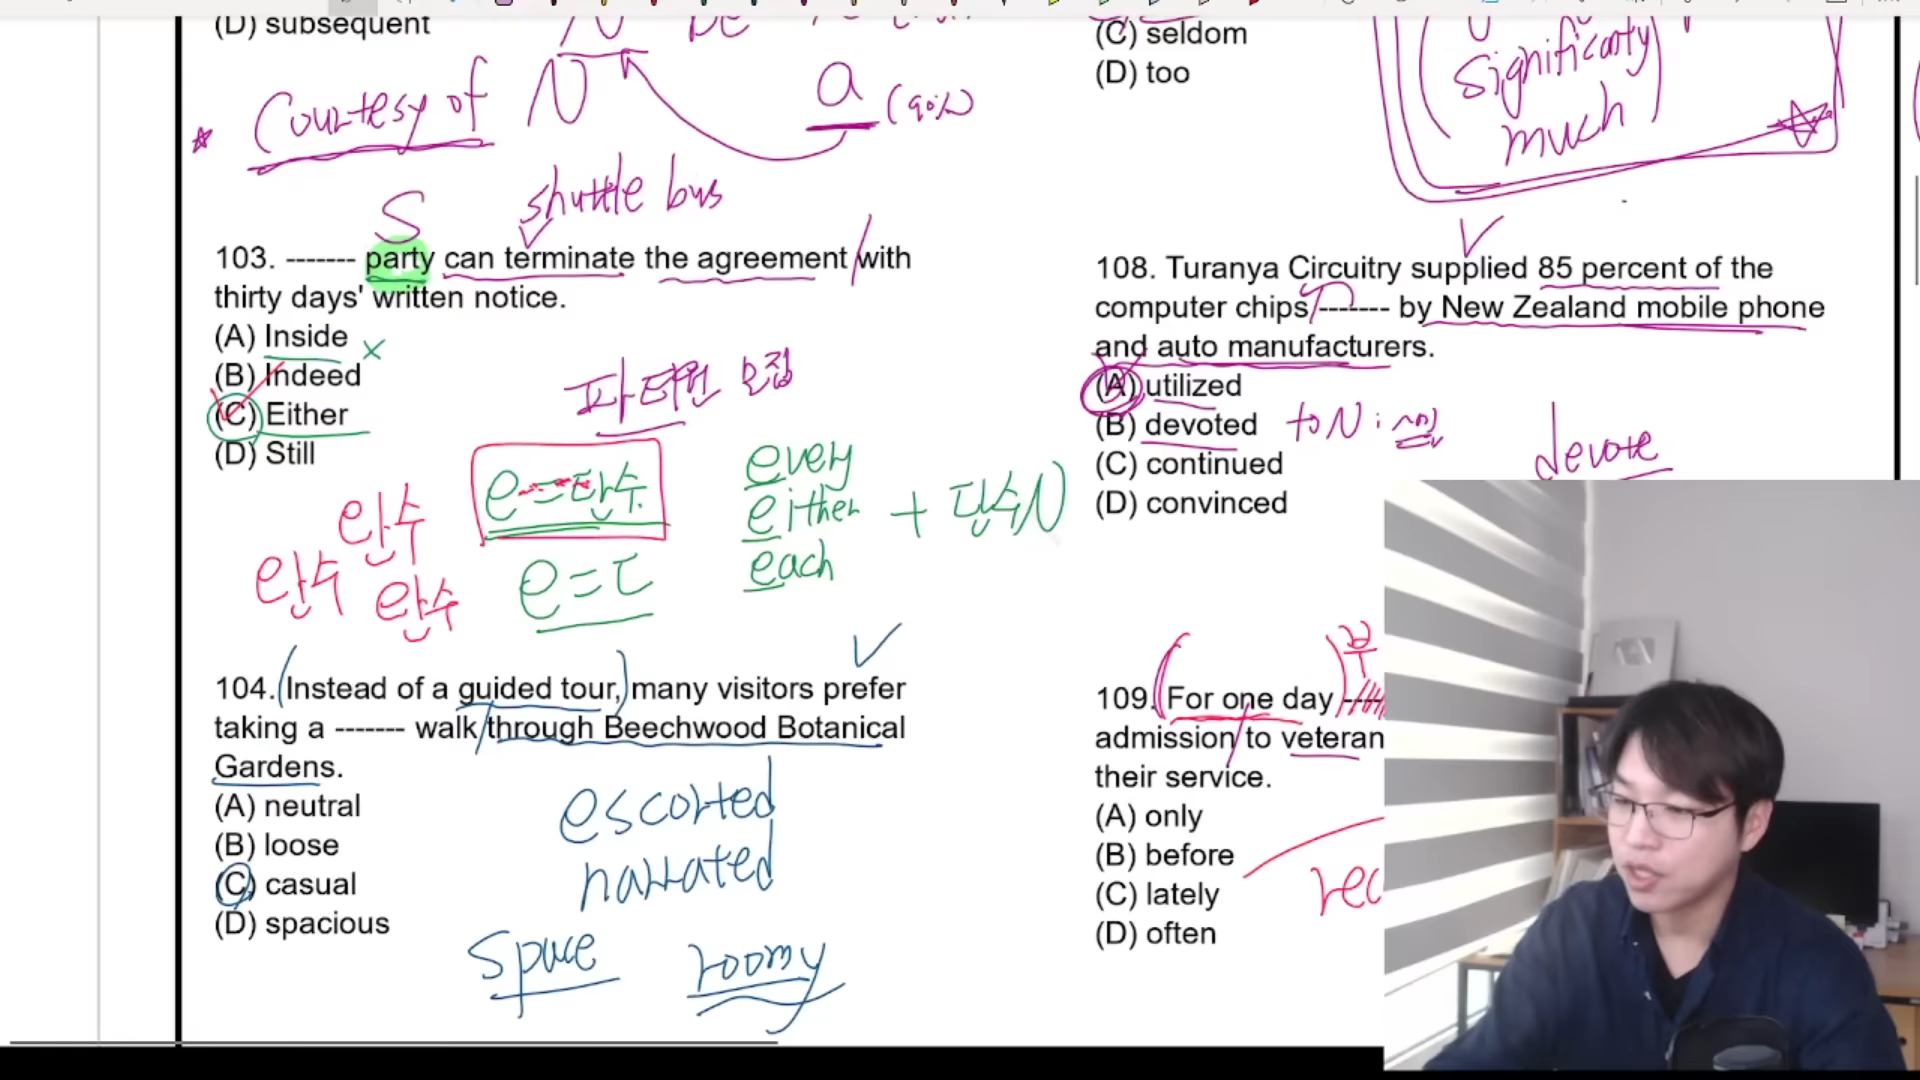 (D) subsequent
Courtesy of N a (90%)
S shuttle bus
103. ------- party can terminate the agreement with
thirty days' written notice.
(A) Inside
(B) Indeed
(C) Either
(D) Still
파티원 모집
e=단수
e=ㄷ
every
either + 단수N
each
e단수
e단수
e단수
104. Instead of a guided tour, many visitors prefer
taking a ------- walk through Beechwood Botanical
Gardens.
(A) neutral
(B) loose
(C) casual
(D) spacious
escorted
narrated
space roomy
(C) seldom
(D) too
significantly
much
108. Turanya Circuitry supplied 85 percent of the
computer chips ------- by New Zealand mobile phone
and auto manufacturers.
(A) utilized
(B) devoted to N :
(C) continued
(D) convinced
devote
109. For one day
부
admission to veteran
their service.
(A) only
(B) before
(C) lately
(D) often
rec